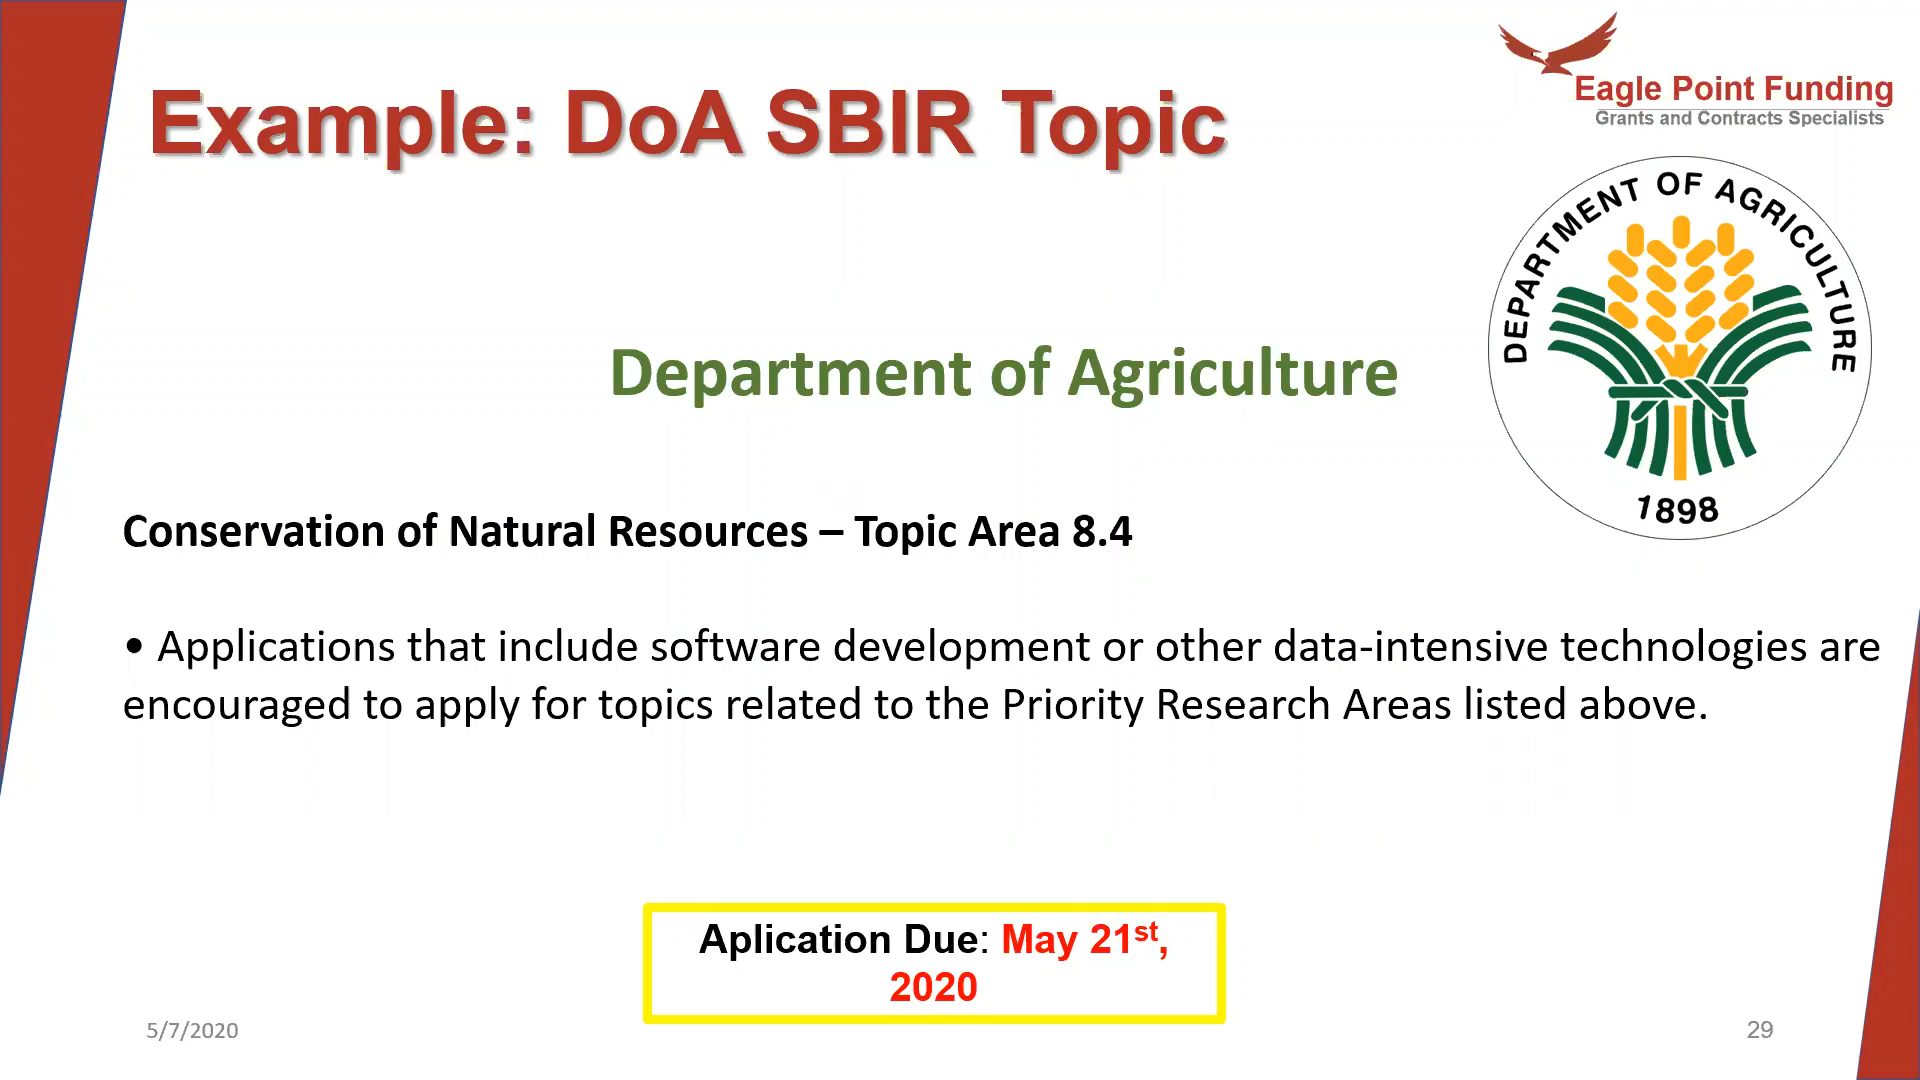 Eagle Point Funding
Grants and Contracts Specialists
Example: DoA SBIR Topic
DEPARTMENT OF AGRICULTURE
1898
Department of Agriculture
Conservation of Natural Resources – Topic Area 8.4
• Applications that include software development or other data-intensive technologies are
encouraged to apply for topics related to the Priority Research Areas listed above.
Aplication Due: May 21st,
2020
5/7/2020
29